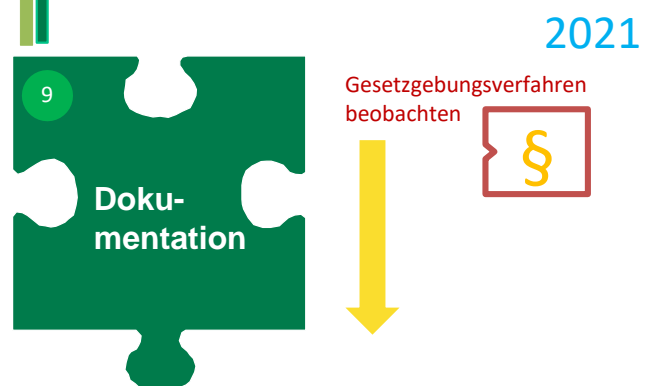 2021
9
Gesetzgebungsverfahren
beobachten
§
Doku-
mentation